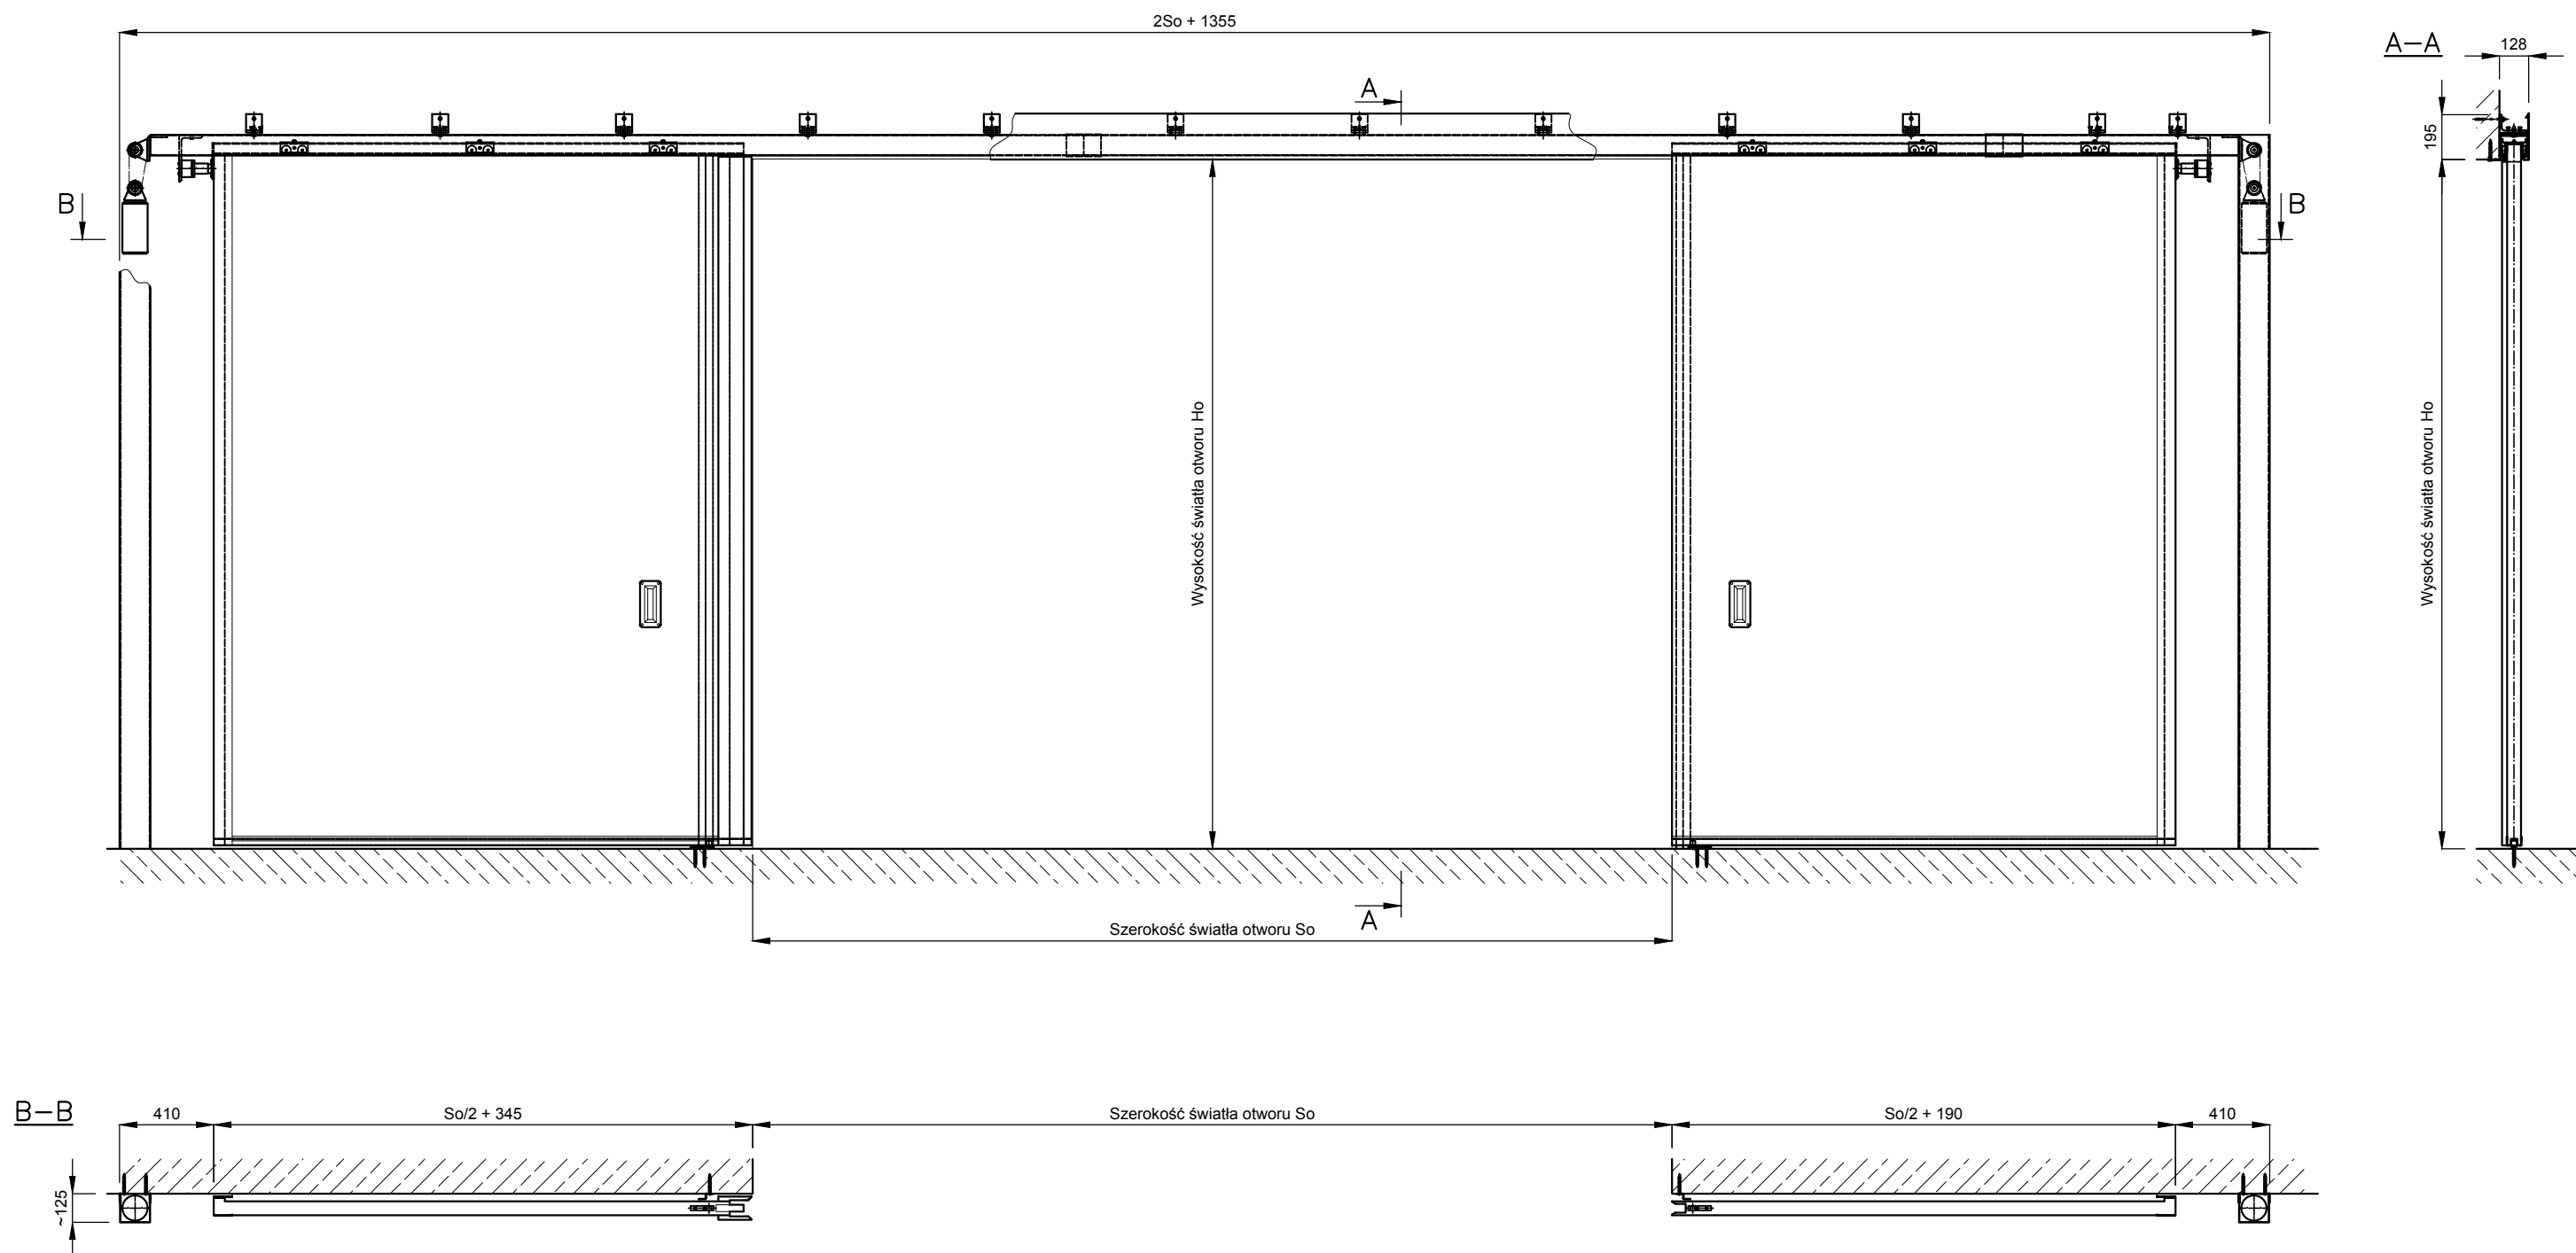 2So + 1355
A–A
128
A
195
B
B
Wysokość światła otworu Ho
Wysokość światła otworu Ho
A
Szerokość światła otworu So
B–B
410
So/2 + 345
Szerokość światła otworu So
So/2 + 190
410
~125